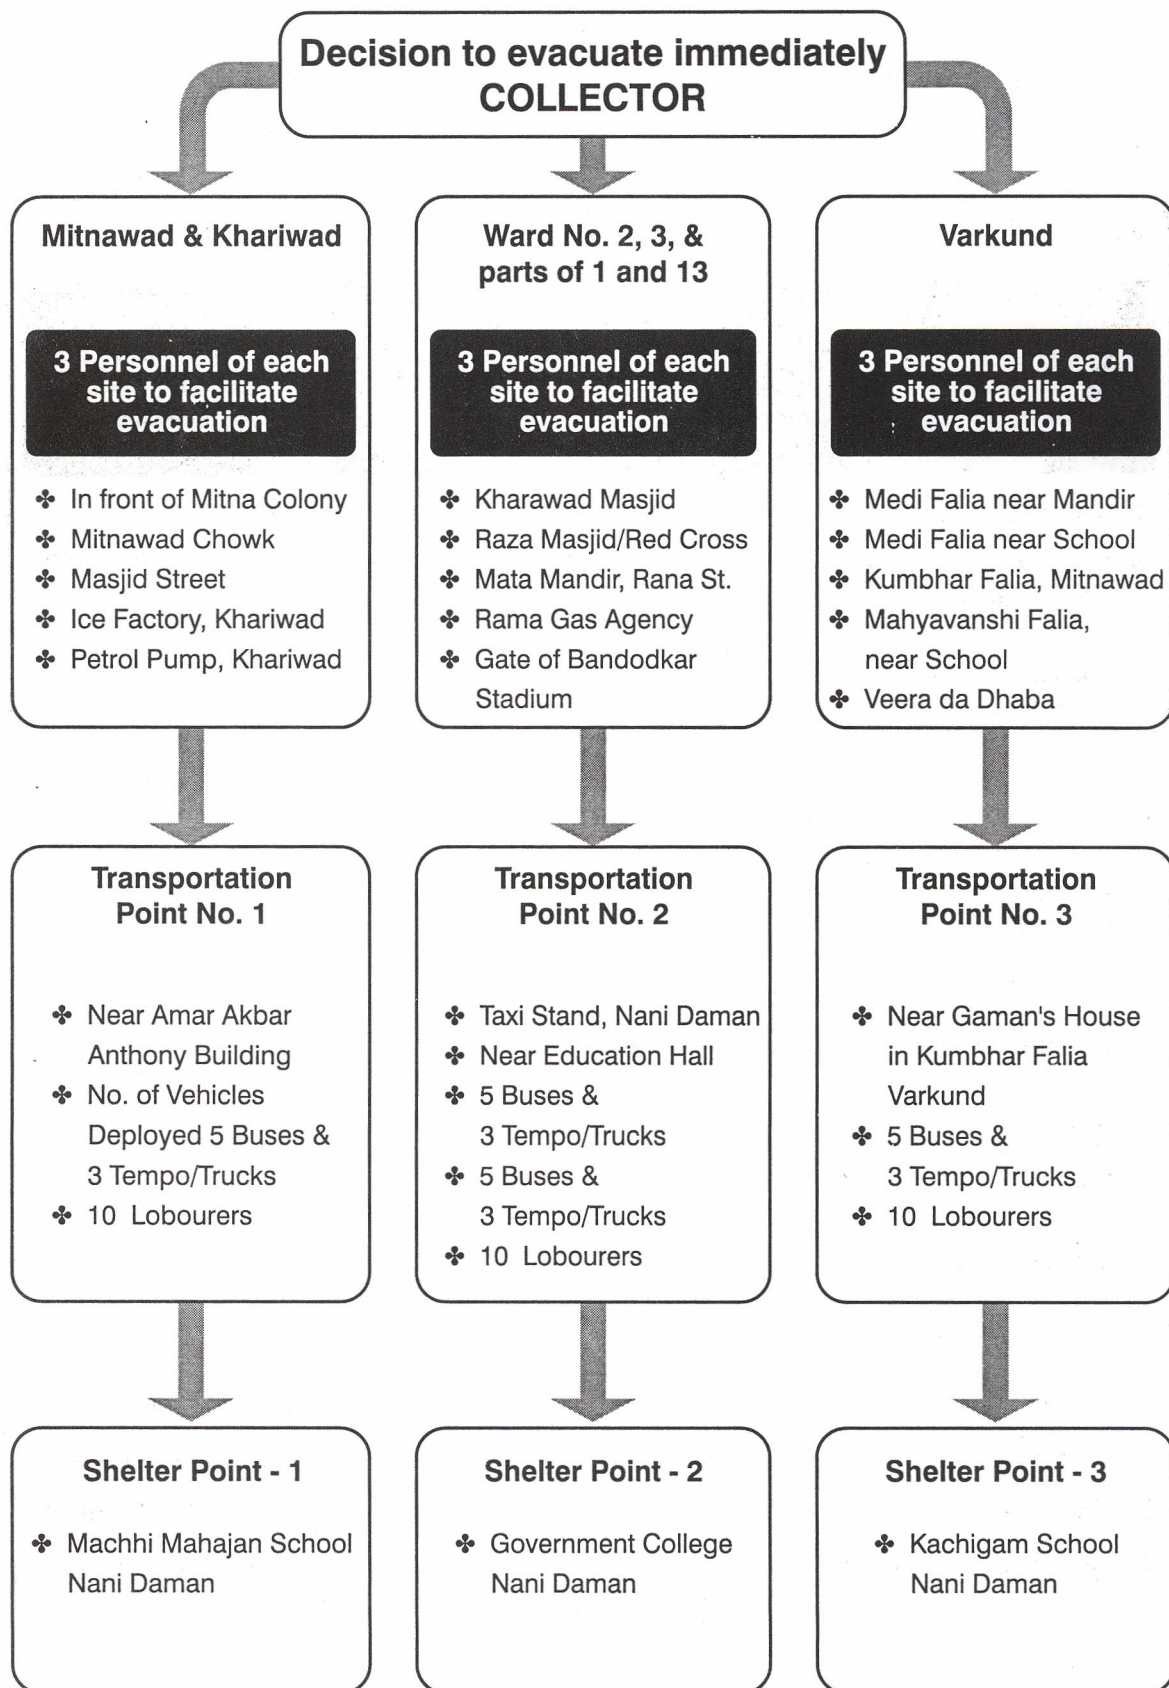 Decision to evacuate immediately
COLLECTOR
Mitnawad & Khariwad
3 Personnel of each
site to facilitate
evacuation
✤ In front of Mitna Colony
✤ Mitnawad Chowk
✤ Masjid Street
✤ Ice Factory, Khariwad
✤ Petrol Pump, Khariwad
Ward No. 2, 3, &
parts of 1 and 13
3 Personnel of each
site to facilitate
evacuation
✤ Kharawad Masjid
✤ Raza Masjid/Red Cross
✤ Mata Mandir, Rana St.
✤ Rama Gas Agency
✤ Gate of Bandodkar
Stadium
Varkund
3 Personnel of each
site to facilitate
evacuation
✤ Medi Falia near Mandir
✤ Medi Falia near School
✤ Kumbhar Falia, Mitnawad
✤ Mahyavanshi Falia,
near School
✤ Veera da Dhaba
Transportation
Point No. 1
✤ Near Amar Akbar
Anthony Building
✤ No. of Vehicles
Deployed 5 Buses &
3 Tempo/Trucks
✤ 10 Lobourers
Transportation
Point No. 2
✤ Taxi Stand, Nani Daman
✤ Near Education Hall
✤ 5 Buses &
3 Tempo/Trucks
✤ 5 Buses &
3 Tempo/Trucks
✤ 10 Lobourers
Transportation
Point No. 3
✤ Near Gaman's House
in Kumbhar Falia
Varkund
✤ 5 Buses &
3 Tempo/Trucks
✤ 10 Lobourers
Shelter Point - 1
✤ Machhi Mahajan School
Nani Daman
Shelter Point - 2
✤ Government College
Nani Daman
Shelter Point - 3
✤ Kachigam School
Nani Daman